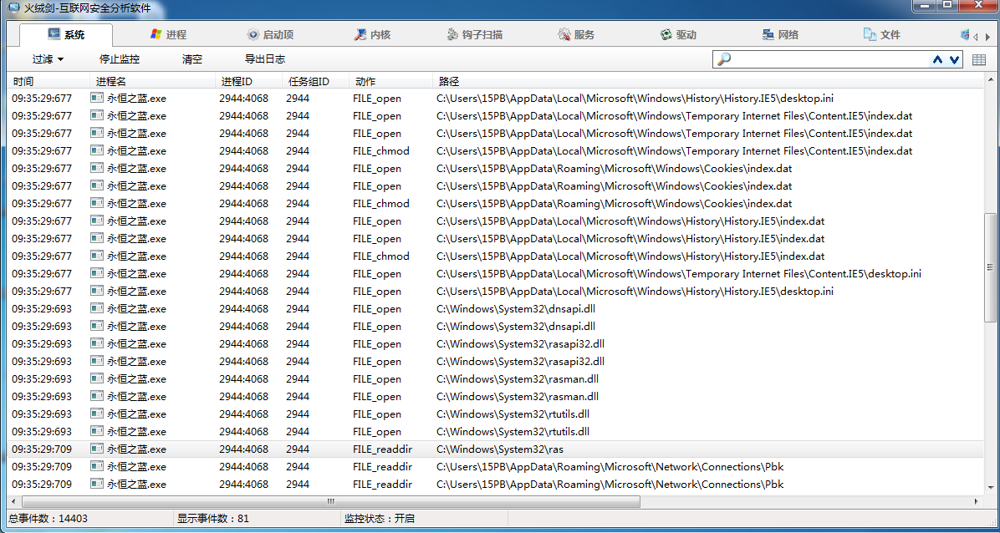 火绒剑-互联网安全分析软件
系统 进程 启动项 内核 钩子扫描 服务 驱动 网络 文件
过滤 停止监控 清空 导出日志
时间 进程名 进程ID 任务组ID 动作 路径
09:35:29:677 永恒之蓝.exe 2944:4068 2944 FILE_open C:\Users\15PB\AppData\Local\Microsoft\Windows\History\History.IE5\desktop.ini
09:35:29:677 永恒之蓝.exe 2944:4068 2944 FILE_open C:\Users\15PB\AppData\Local\Microsoft\Windows\Temporary Internet Files\Content.IE5\index.dat
09:35:29:677 永恒之蓝.exe 2944:4068 2944 FILE_open C:\Users\15PB\AppData\Local\Microsoft\Windows\Temporary Internet Files\Content.IE5\index.dat
09:35:29:677 永恒之蓝.exe 2944:4068 2944 FILE_chmod C:\Users\15PB\AppData\Local\Microsoft\Windows\Temporary Internet Files\Content.IE5\index.dat
09:35:29:677 永恒之蓝.exe 2944:4068 2944 FILE_open C:\Users\15PB\AppData\Roaming\Microsoft\Windows\Cookies\index.dat
09:35:29:677 永恒之蓝.exe 2944:4068 2944 FILE_open C:\Users\15PB\AppData\Roaming\Microsoft\Windows\Cookies\index.dat
09:35:29:677 永恒之蓝.exe 2944:4068 2944 FILE_chmod C:\Users\15PB\AppData\Roaming\Microsoft\Windows\Cookies\index.dat
09:35:29:677 永恒之蓝.exe 2944:4068 2944 FILE_open C:\Users\15PB\AppData\Local\Microsoft\Windows\History\History.IE5\index.dat
09:35:29:677 永恒之蓝.exe 2944:4068 2944 FILE_open C:\Users\15PB\AppData\Local\Microsoft\Windows\History\History.IE5\index.dat
09:35:29:677 永恒之蓝.exe 2944:4068 2944 FILE_chmod C:\Users\15PB\AppData\Local\Microsoft\Windows\History\History.IE5\index.dat
09:35:29:677 永恒之蓝.exe 2944:4068 2944 FILE_open C:\Users\15PB\AppData\Local\Microsoft\Windows\Temporary Internet Files\Content.IE5\desktop.ini
09:35:29:677 永恒之蓝.exe 2944:4068 2944 FILE_open C:\Users\15PB\AppData\Local\Microsoft\Windows\History\History.IE5\desktop.ini
09:35:29:693 永恒之蓝.exe 2944:4068 2944 FILE_open C:\Windows\System32\dnsapi.dll
09:35:29:693 永恒之蓝.exe 2944:4068 2944 FILE_open C:\Windows\System32\dnsapi.dll
09:35:29:693 永恒之蓝.exe 2944:4068 2944 FILE_open C:\Windows\System32\rasapi32.dll
09:35:29:693 永恒之蓝.exe 2944:4068 2944 FILE_open C:\Windows\System32\rasapi32.dll
09:35:29:693 永恒之蓝.exe 2944:4068 2944 FILE_open C:\Windows\System32\rasman.dll
09:35:29:693 永恒之蓝.exe 2944:4068 2944 FILE_open C:\Windows\System32\rasman.dll
09:35:29:693 永恒之蓝.exe 2944:4068 2944 FILE_open C:\Windows\System32\rtutils.dll
09:35:29:693 永恒之蓝.exe 2944:4068 2944 FILE_open C:\Windows\System32\rtutils.dll
09:35:29:709 永恒之蓝.exe 2944:4068 2944 FILE_readdir C:\Windows\System32\ras
09:35:29:709 永恒之蓝.exe 2944:4068 2944 FILE_readdir C:\Users\15PB\AppData\Roaming\Microsoft\Network\Connections\Pbk
09:35:29:709 永恒之蓝.exe 2944:4068 2944 FILE_readdir C:\Users\15PB\AppData\Roaming\Microsoft\Network\Connections\Pbk
总事件数：14403 显示事件数：81 监控状态：开启